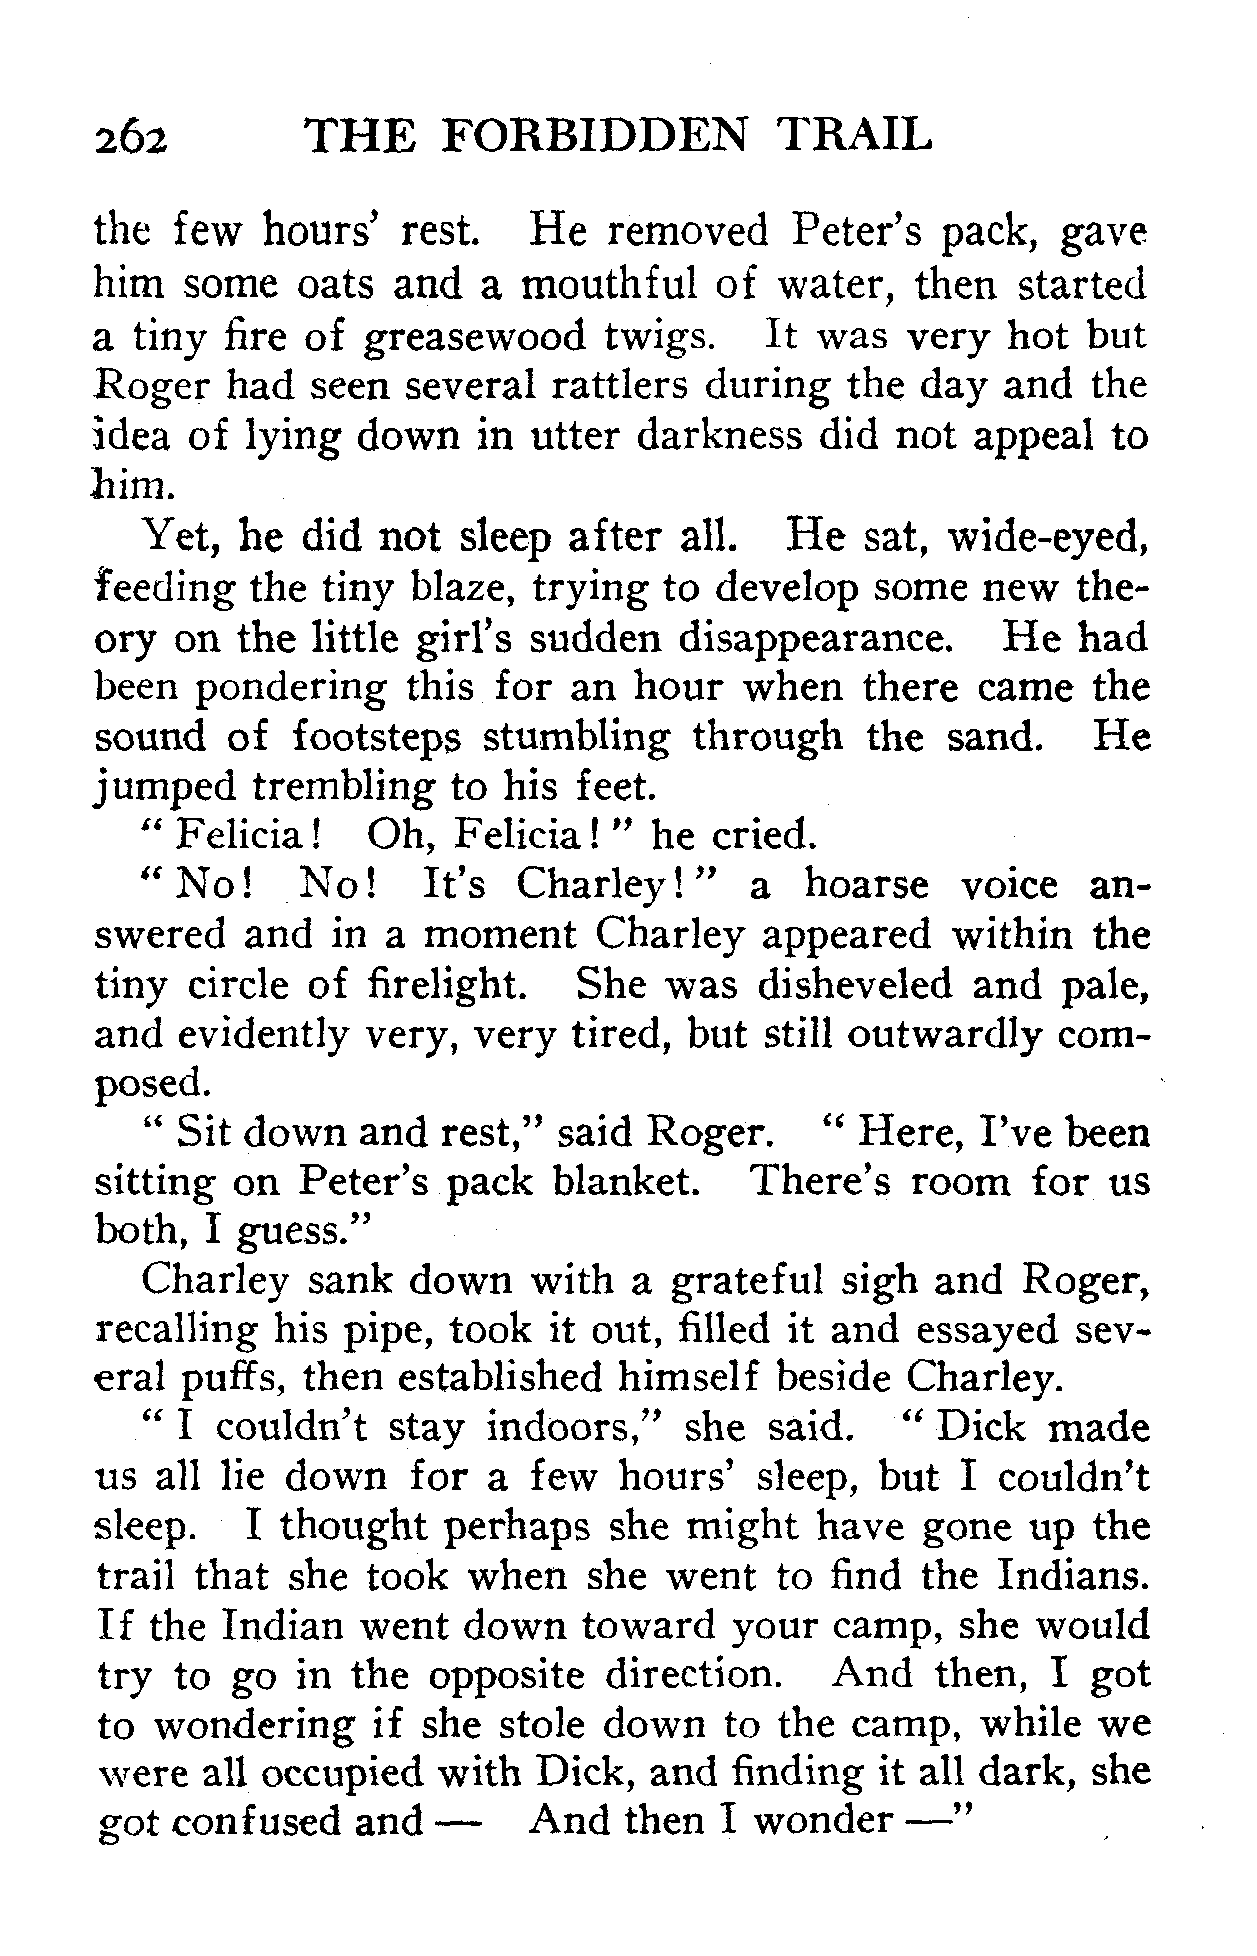 262 THE FORBIDDEN TRAIL
the few hours' rest. He removed Peter's pack, gave
him some oats and a mouthful of water, then started
a tiny fire of greasewood twigs. It was very hot but
Roger had seen several rattlers during the day and the
idea of lying down in utter darkness did not appeal to
him.
Yet, he did not sleep after all. He sat, wide-eyed,
feeding the tiny blaze, trying to develop some new the-
ory on the little girl's sudden disappearance. He had
been pondering this for an hour when there came the
sound of footsteps stumbling through the sand. He
jumped trembling to his feet.
" Felicia! Oh, Felicia! " he cried.
" No! No! It's Charley! " a hoarse voice an-
swered and in a moment Charley appeared within the
tiny circle of firelight. She was disheveled and pale,
and evidently very, very tired, but still outwardly com-
posed.
" Sit down and rest," said Roger. " Here, I've been
sitting on Peter's pack blanket. There's room for us
both, I guess."
Charley sank down with a grateful sigh and Roger,
recalling his pipe, took it out, filled it and essayed sev-
eral puffs, then established himself beside Charley.
" I couldn't stay indoors," she said. " Dick made
us all lie down for a few hours' sleep, but I couldn't
sleep. I thought perhaps she might have gone up the
trail that she took when she went to find the Indians.
If the Indian went down toward your camp, she would
try to go in the opposite direction. And then, I got
to wondering if she stole down to the camp, while we
were all occupied with Dick, and finding it all dark, she
got confused and — And then I wonder —"